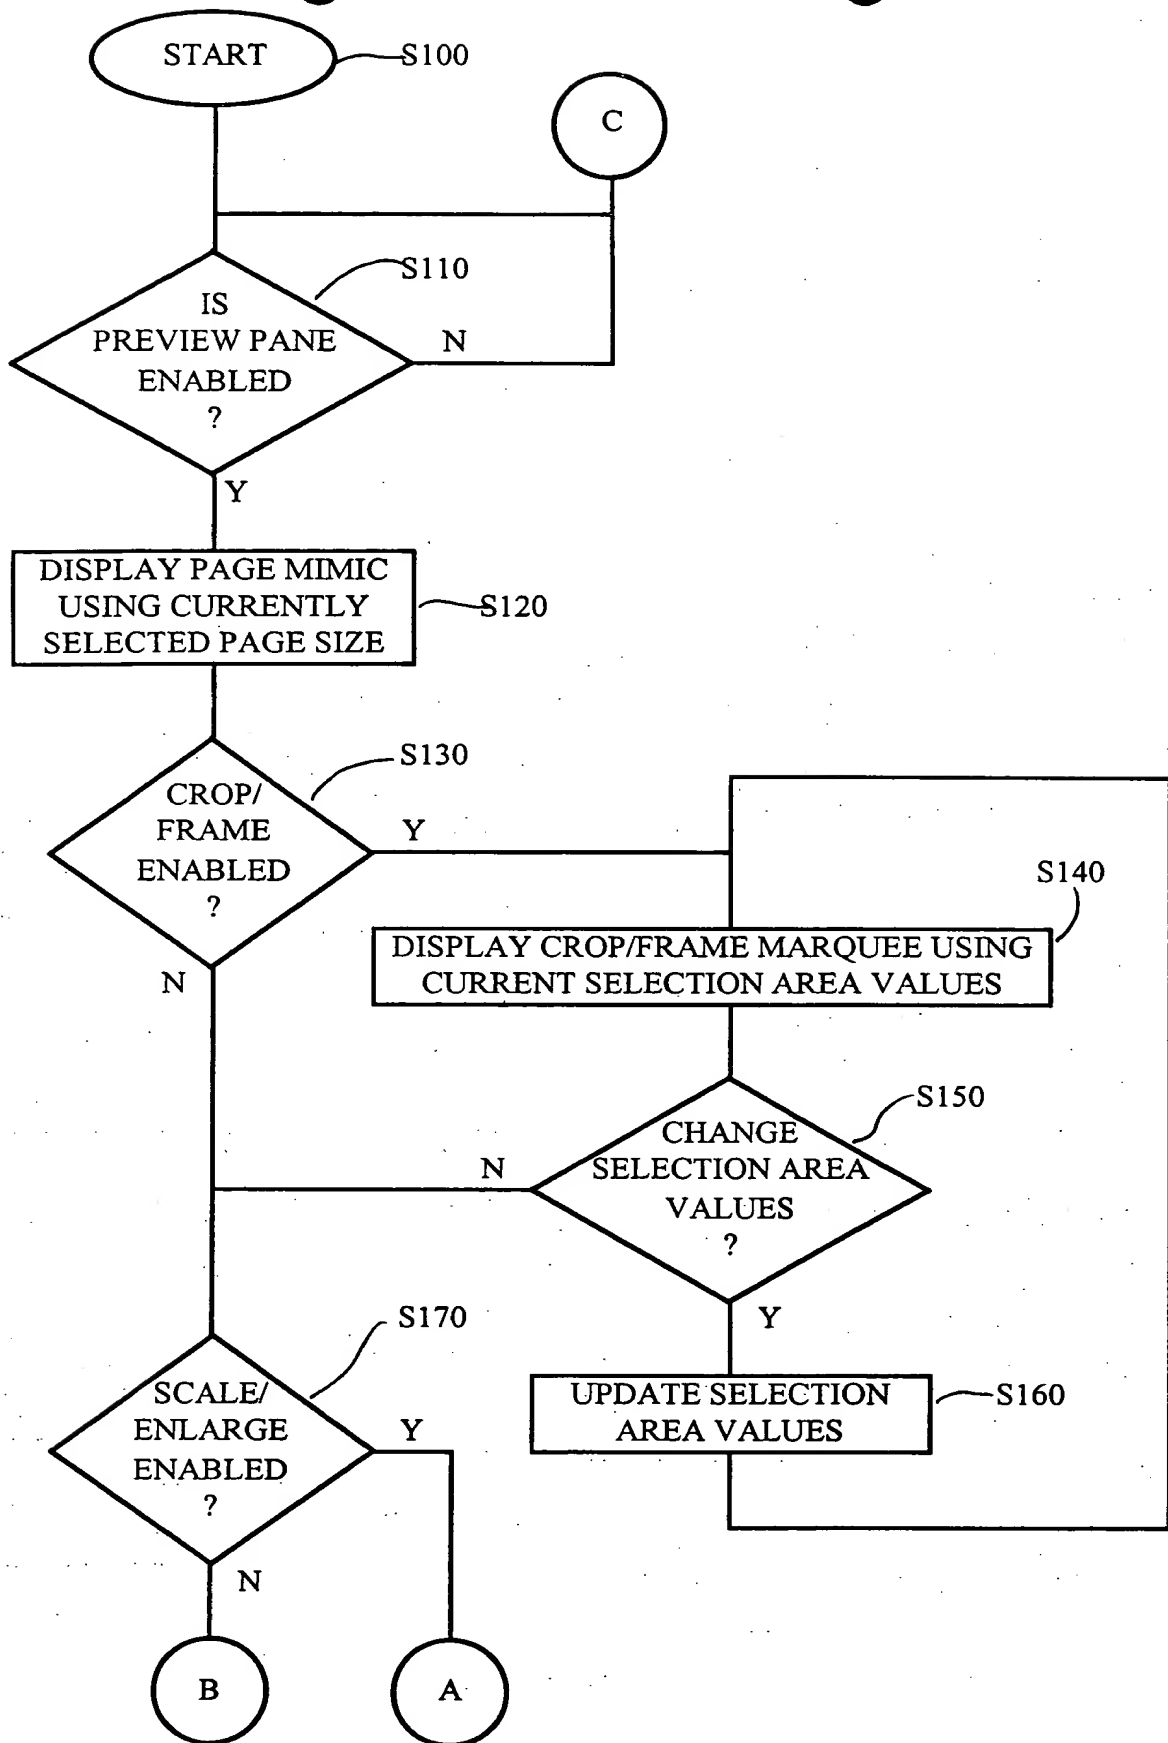 START
S100
C
S110
IS
PREVIEW PANE
ENABLED
?
N
Y
DISPLAY PAGE MIMIC
USING CURRENTLY
SELECTED PAGE SIZE
S120
S130
CROP/
FRAME
ENABLED
?
Y
N
S140
DISPLAY CROP/FRAME MARQUEE USING
CURRENT SELECTION AREA VALUES
S150
CHANGE
SELECTION AREA
VALUES
?
N
Y
UPDATE SELECTION
AREA VALUES
S160
S170
SCALE/
ENLARGE
ENABLED
?
Y
N
B
A